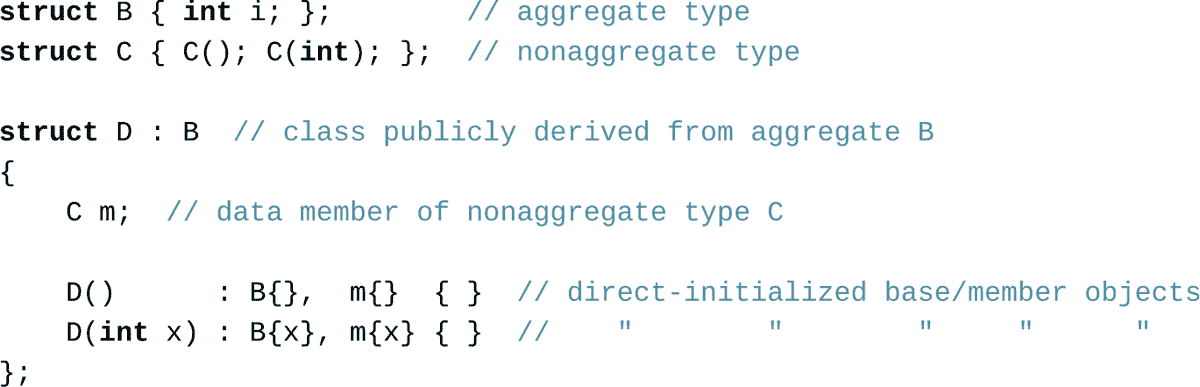 struct B { int i; };        // aggregate type
struct C { C(); C(int); };  // nonaggregate type
struct D : B  // class publicly derived from aggregate B
{
    C m;  // data member of nonaggregate type C
    D()      : B{},  m{}  { }  // direct-initialized base/member objects
    D(int x) : B{x}, m{x} { }  //    "        "        "     "      "
};